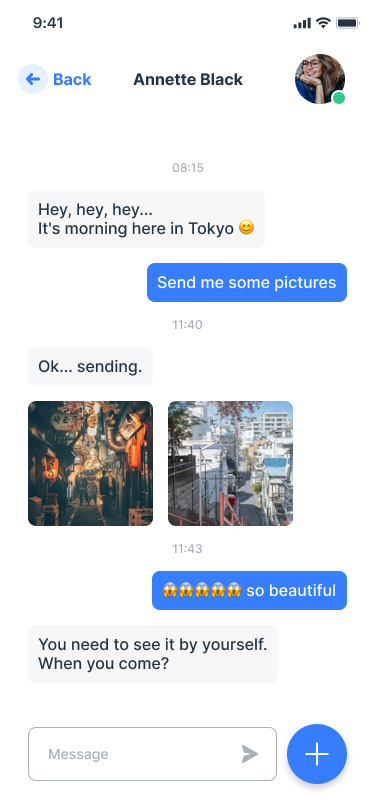 9:41
Back
Annette Black
08:15
Hey, hey, hey...
It's morning here in Tokyo 😊
Send me some pictures
11:40
Ok... sending.
11:43
😱😱😱😱😱 so beautiful
You need to see it by yourself.
When you come?
Message